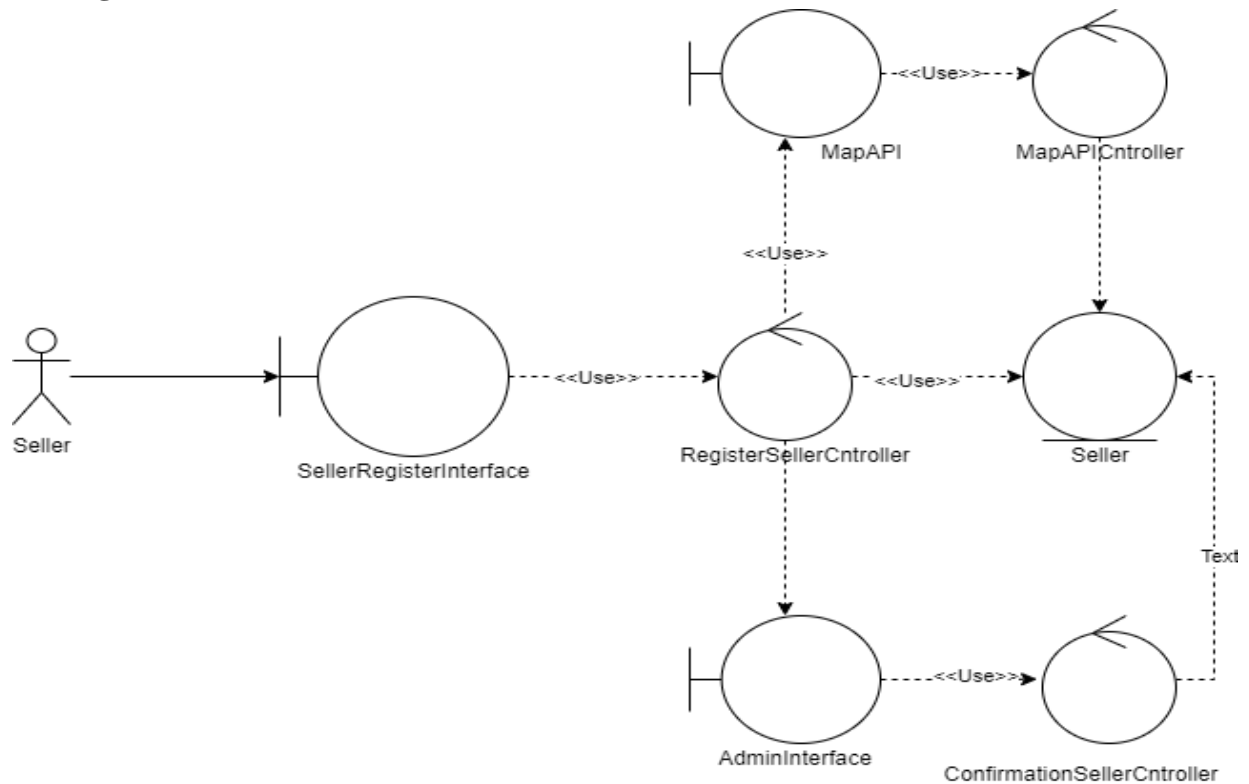 <<Use>>
MapAPI
MapAPICntroller
<<Use>>
Seller
<<Use>>
<<Use>>
SellerRegisterInterface
RegisterSellerCntroller
Seller
Text
<<Use>>
AdminInterface
ConfirmationSellerCntroller